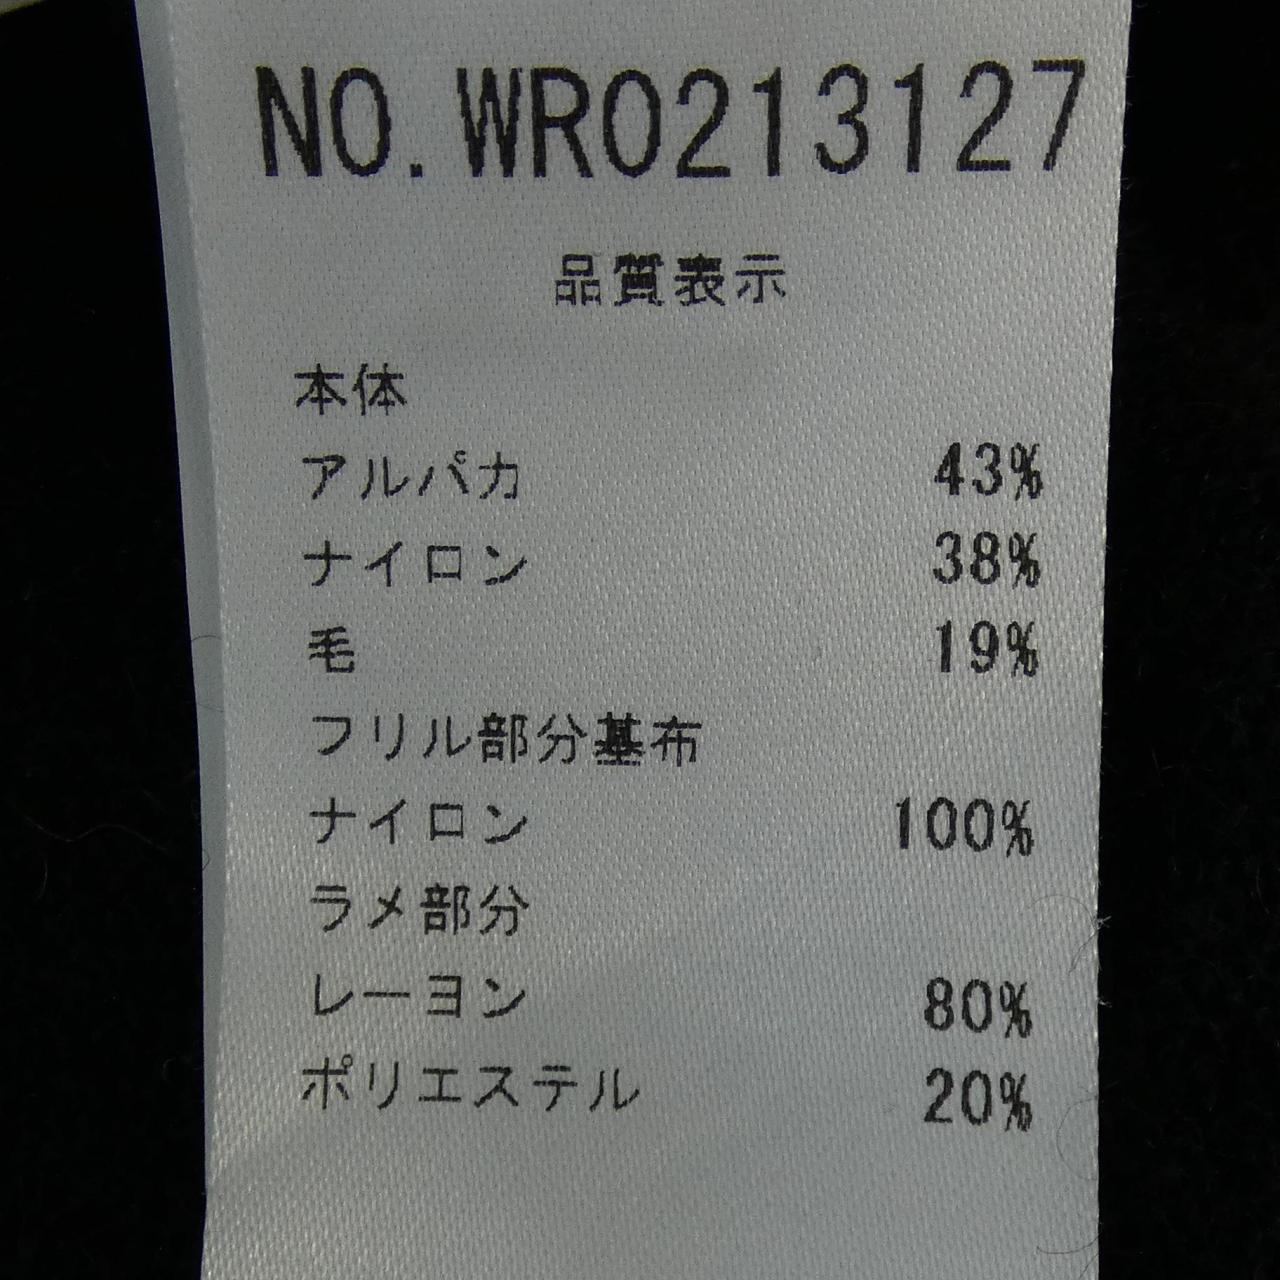 NO.WR0213127
品質表示
本体
アルパカ 43%
ナイロン 38%
毛 19%
フリル部分基布
ナイロン 100%
ラメ部分
レーヨン 80%
ポリエステル 20%